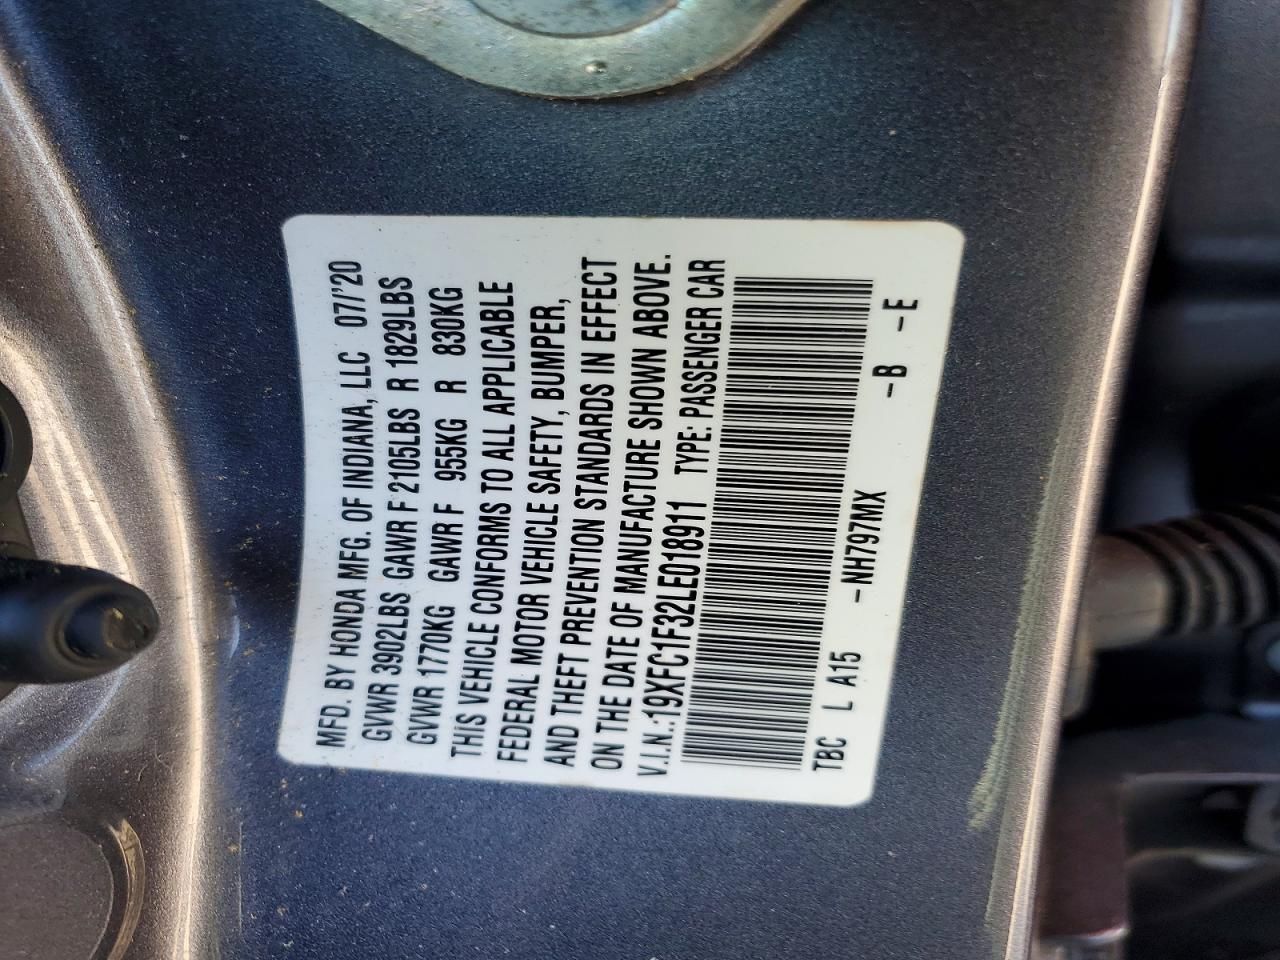 MFD. BY HONDA MFG. OF INDIANA, LLC 07/'20
GVWR 3902LBS GAWR F 2105LBS R 1829LBS
GVWR 1770KG GAWR F 955KG R 830KG
THIS VEHICLE CONFORMS TO ALL APPLICABLE
FEDERAL MOTOR VEHICLE SAFETY, BUMPER,
AND THEFT PREVENTION STANDARDS IN EFFECT
ON THE DATE OF MANUFACTURE SHOWN ABOVE.
V.I.N.:19XFC1F32LE018911 TYPE: PASSENGER CAR
TBC L A15 -NH797MX -B -E